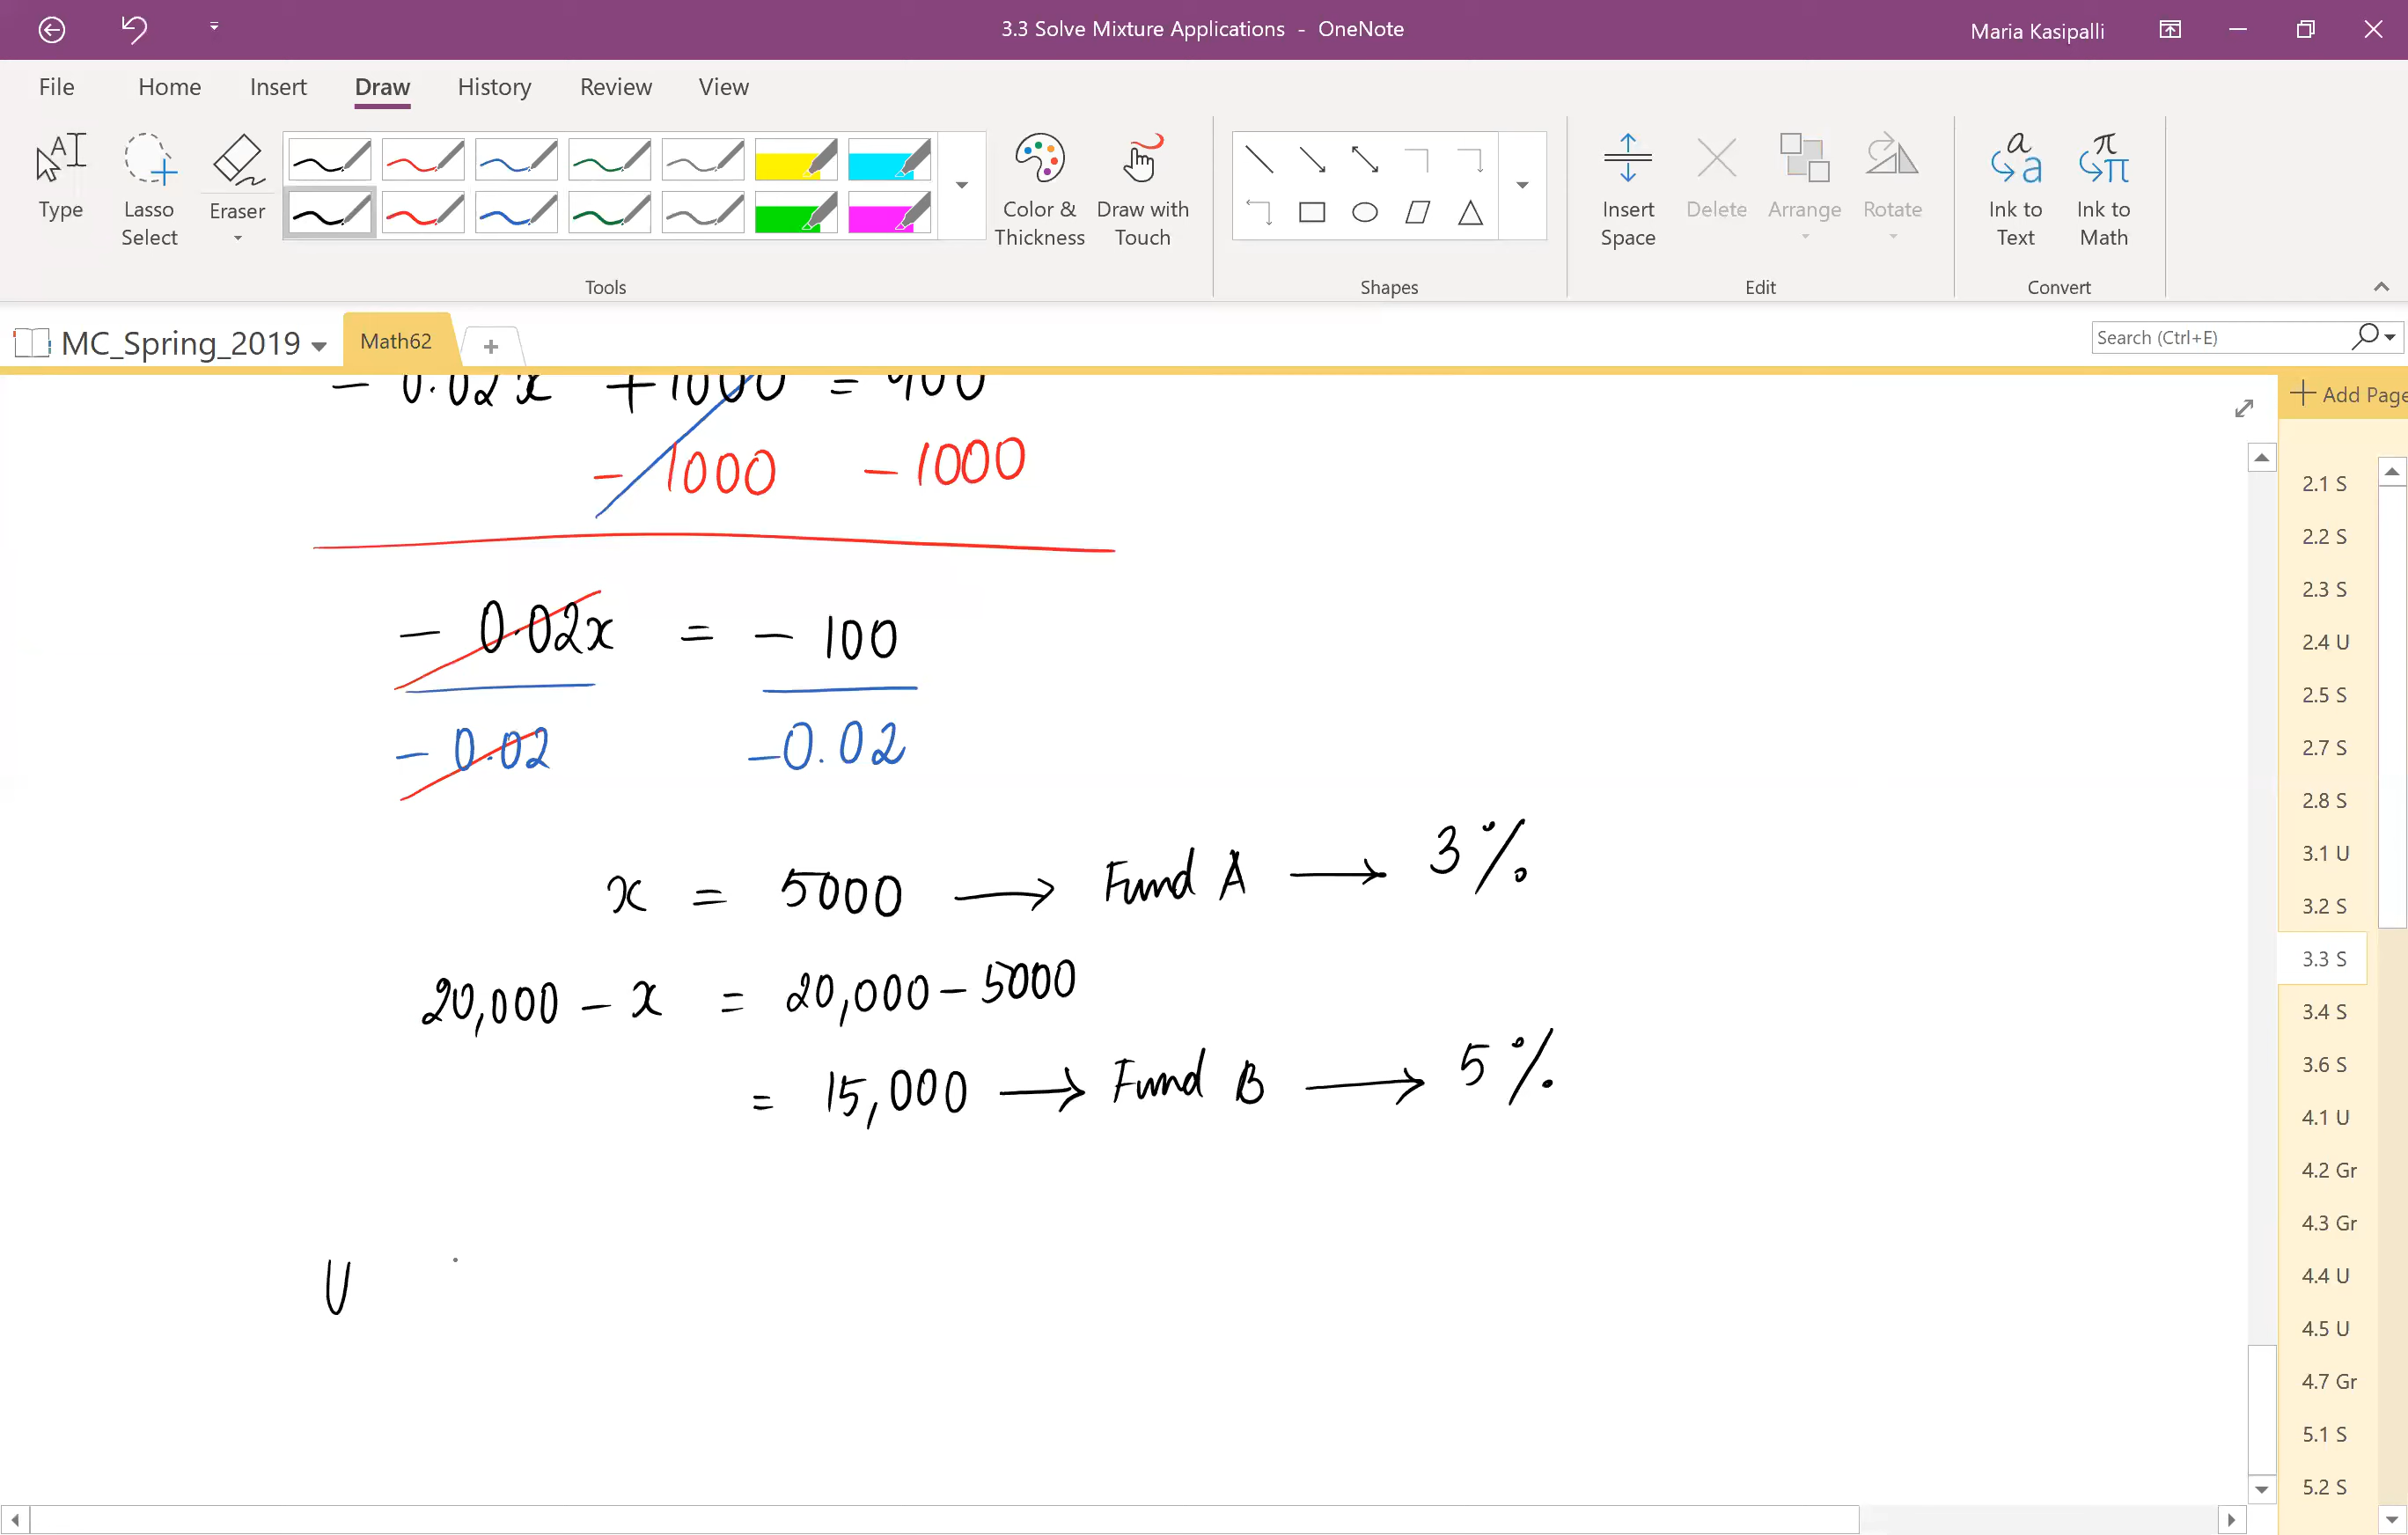 3.3 Solve Mixture Applications - OneNote
Maria Kasipalli
File Home Insert Draw History Review View
Type
Lasso Select
Eraser
Color & Thickness
Draw with Touch
Insert Space
Delete
Arrange
Rotate
Ink to Text
Ink to Math
Tools
Shapes
Edit
Convert
MC_Spring_2019
Math62
Search (Ctrl+E)
Add Page
- 0.02x + 1000 = 900
- 1000 - 1000
- 0.02x = - 100
- 0.02 -0.02
x = 5000 → Fund A → 3%
20,000 - x = 20,000 - 5000
= 15,000 → Fund B → 5%
U
2.1 S
2.2 S
2.3 S
2.4 U
2.5 S
2.7 S
2.8 S
3.1 U
3.2 S
3.3 S
3.4 S
3.6 S
4.1 U
4.2 Gr
4.3 Gr
4.4 U
4.5 U
4.7 Gr
5.1 S
5.2 S